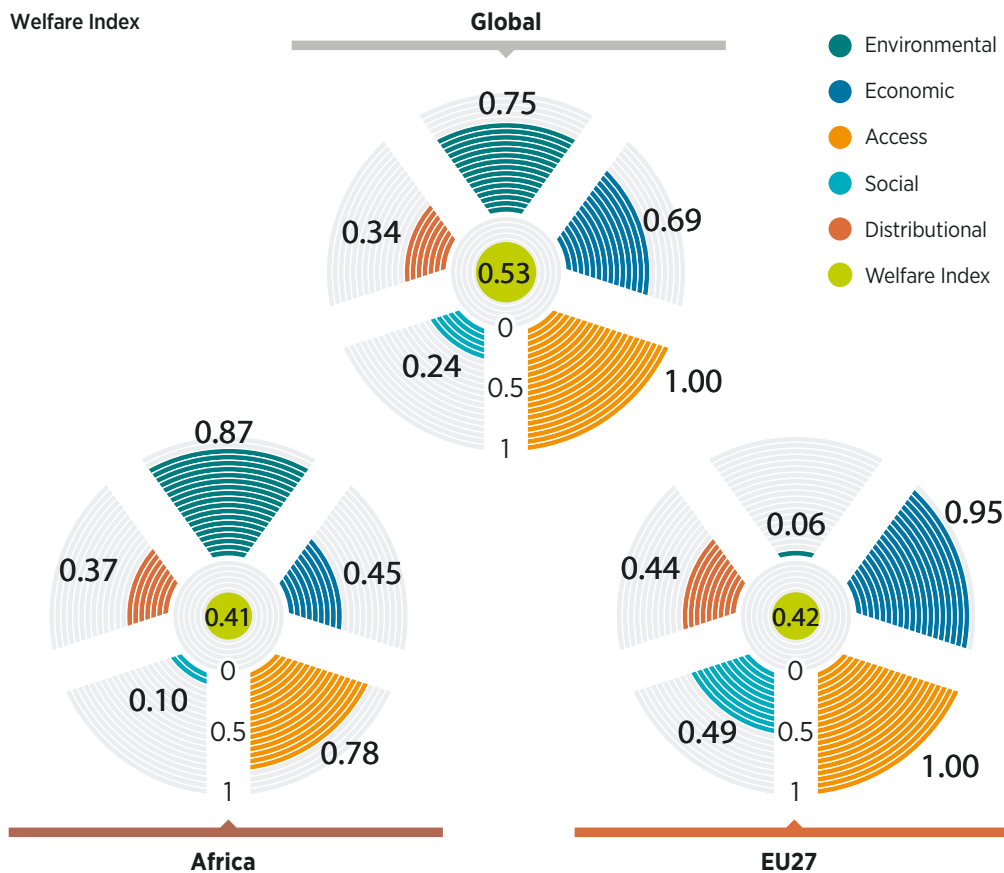 Welfare Index
Global
Environmental
Economic
Access
Social
Distributional
Welfare Index
0.75
0.69
0.34
0.53
0
0.24
0.5
1.00
1
0.87
0.37
0.45
0.41
0
0.10
0.5
0.78
1
Africa
0.06
0.95
0.44
0.42
0
0.49
0.5
1.00
1
EU27